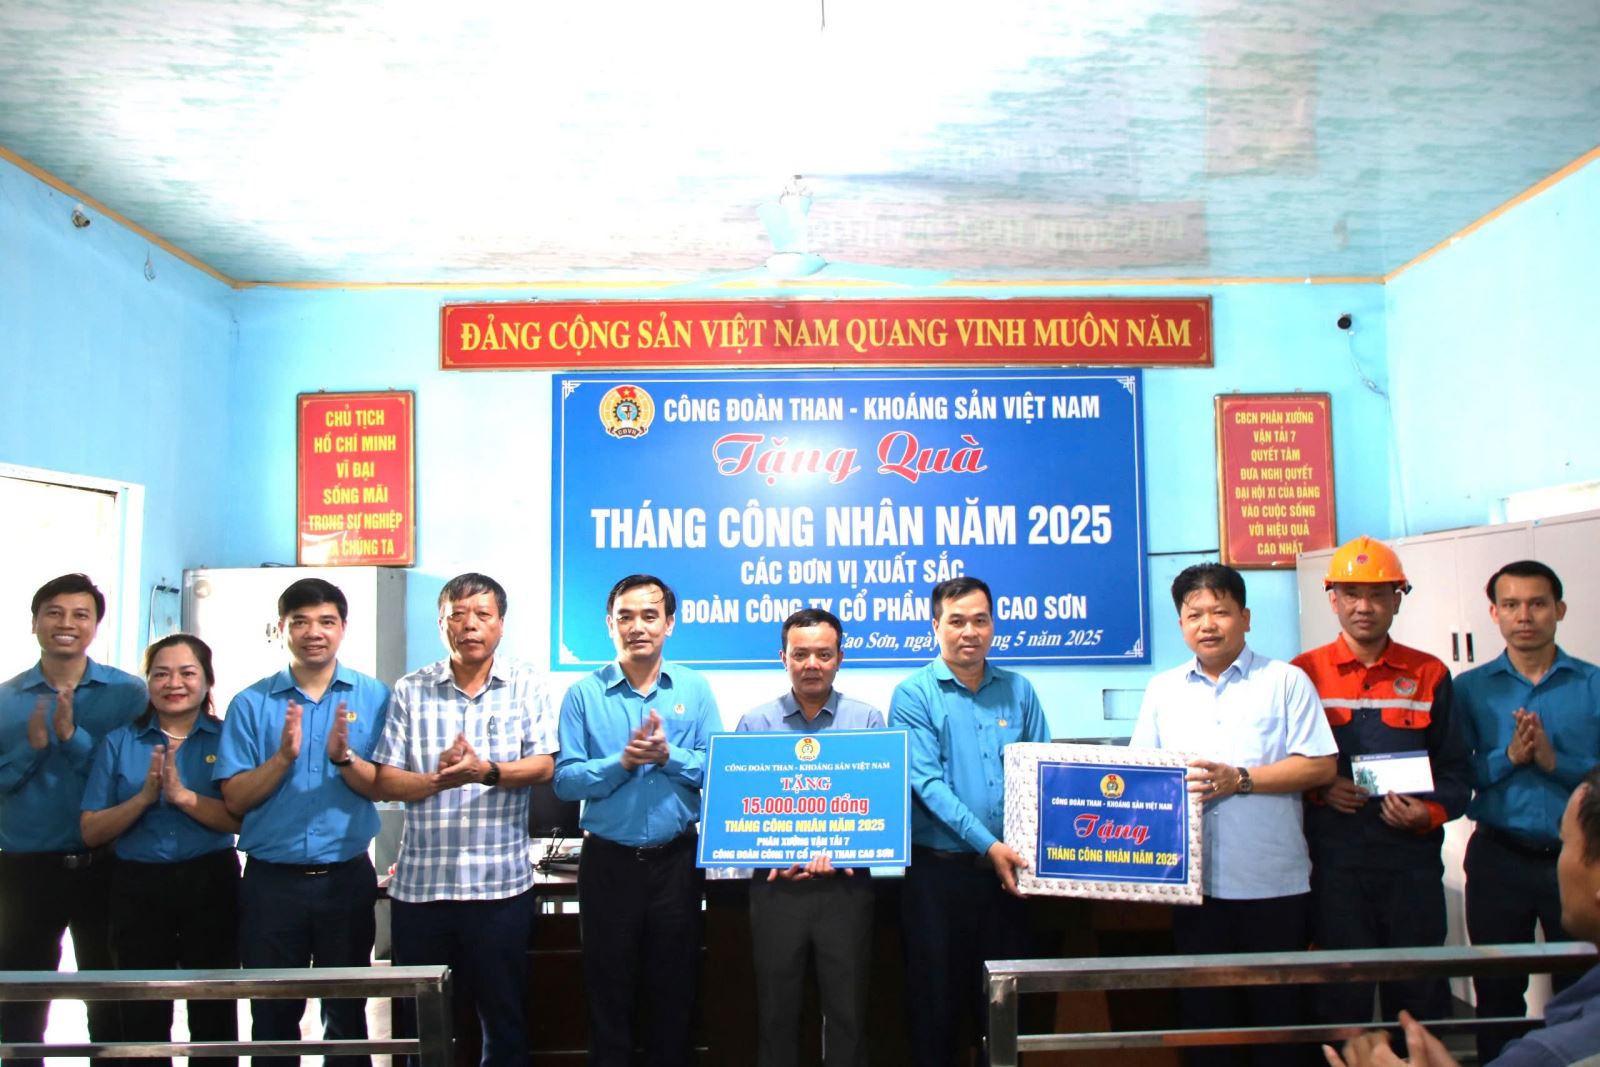 ĐẢNG CỘNG SẢN VIỆT NAM QUANG VINH MUÔN NĂM
CHỦ TỊCH
HỒ CHÍ MINH
VĨ ĐẠI
SỐNG MÃI
TRONG SỰ NGHIỆP
CHÚNG TA
CÔNG ĐOÀN THAN - KHOÁNG SẢN VIỆT NAM
Tặng Quà
THÁNG CÔNG NHÂN NĂM 2025
CÁC ĐƠN VỊ XUẤT SẮC
ĐOÀN CÔNG TY CỔ PHẦN CAO SƠN
Cao Sơn, ngày 5 năm 2025
CBCN PHÂN XƯỞNG
VẬN TẢI 7
QUYẾT TÂM
ĐƯA NGHỊ QUYẾT
ĐẠI HỘI XI CỦA ĐẢNG
VÀO CUỘC SỐNG
VỚI HIỆU QUẢ
CAO NHẤT
CÔNG ĐOÀN THAN - KHOÁNG SẢN VIỆT NAM
TẶNG
15.000.000 đồng
THÁNG CÔNG NHÂN NĂM 2025
PHÂN XƯỞNG VẬN TẢI 7
CÔNG ĐOÀN CÔNG TY CỔ PHẦN THAN CAO SƠN
CÔNG ĐOÀN THAN - KHOÁNG SẢN VIỆT NAM
Tặng
THÁNG CÔNG NHÂN NĂM 2025